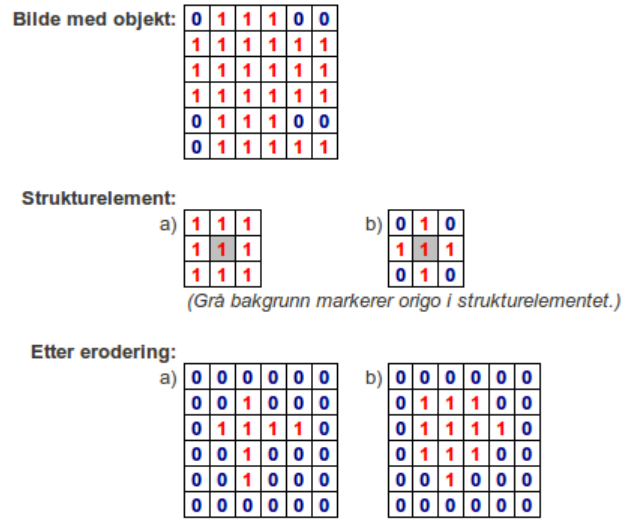 Bilde med objekt: 0 1 1 1 0 0
1 1 1 1 1 1
1 1 1 1 1 1
1 1 1 1 1 1
0 1 1 1 0 0
0 1 1 1 1 1
Strukturelement:
a) 1 1 1 b) 0 1 0
1 1 1 1 1 1
1 1 1 0 1 0
(Grå bakgrunn markerer origo i strukturelementet.)
Etter erodering:
a) 0 0 0 0 0 0 b) 0 0 0 0 0 0
0 0 1 0 0 0 0 1 1 1 0 0
0 1 1 1 1 0 0 1 1 1 1 0
0 0 1 0 0 0 0 1 1 1 0 0
0 0 1 0 0 0 0 0 1 0 0 0
0 0 0 0 0 0 0 0 0 0 0 0